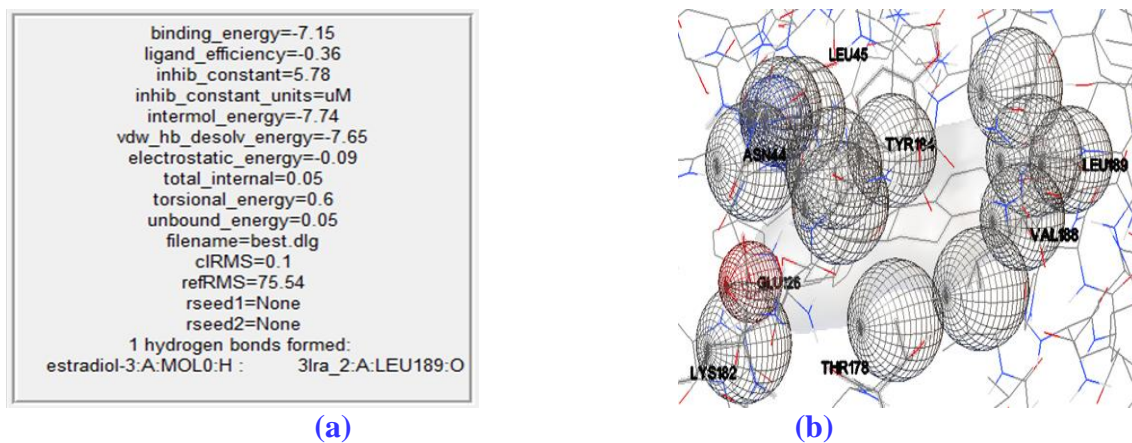 binding_energy=-7.15
ligand_efficiency=-0.36
inhib_constant=5.78
inhib_constant_units=uM
intermol_energy=-7.74
vdw_hb_desolv_energy=-7.65
electrostatic_energy=-0.09
total_internal=0.05
torsional_energy=0.6
unbound_energy=0.05
filename=best.dlg
clRMS=0.1
refRMS=75.54
rseed1=None
rseed2=None
1 hydrogen bonds formed:
estradiol-3:A:MOL0:H : 3lra_2:A:LEU189:O
LEU45
ASN44
TYR184
LEU189
VAL188
GLU126
LYS182
THR178
(a)
(b)